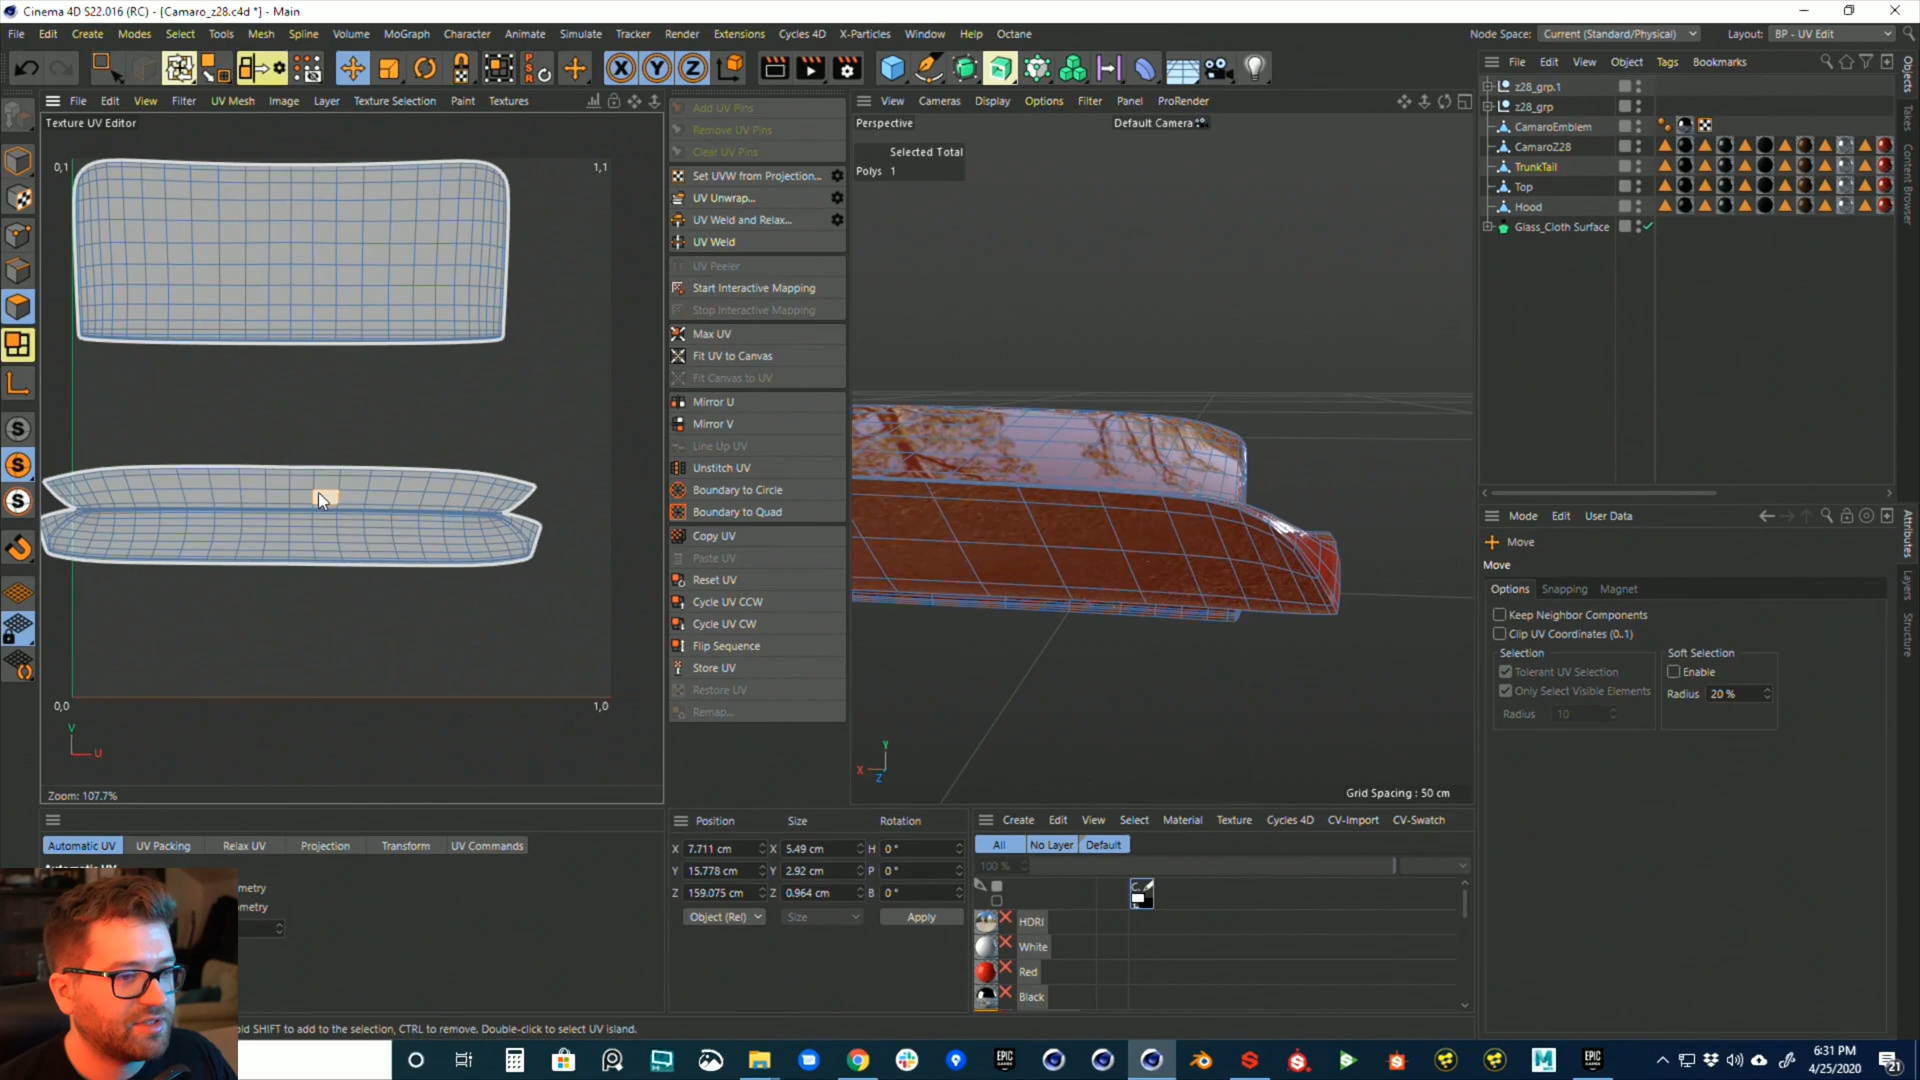 Cinema 4D S22.016 (RC) - [Camaro_z28.c4d *] - Main
File Edit Create Modes Select Tools Mesh Spline Volume MoGraph Character Animate Simulate Tracker Render Extensions Cycles 4D X-Particles Window Help Octane
Node Space: Current (Standard/Physical) Layout: BP - UV Edit
File Edit View Filter UV Mesh Image Layer Texture Selection Paint Textures
Texture UV Editor
0,1
1,1
0,0
1,0
V
U
Zoom: 107.7%
Add UV Pins
Remove UV Pins
Clear UV Pins
Set UVW from Projection...
UV Unwrap...
UV Weld and Relax...
UV Weld
UV Peeler
Start Interactive Mapping
Stop Interactive Mapping
Max UV
Fit UV to Canvas
Fit Canvas to UV
Mirror U
Mirror V
Line Up UV
Unstitch UV
Boundary to Circle
Boundary to Quad
Copy UV
Paste UV
Reset UV
Cycle UV CCW
Cycle UV CW
Flip Sequence
Store UV
Restore UV
Remap...
View Cameras Display Options Filter Panel ProRender
Perspective
Default Camera
Selected Total
Polys 1
Y
X
Z
Grid Spacing : 50 cm
File Edit View Object Tags Bookmarks
z28_grp.1
z28_grp
CamaroEmblem
CamaroZ28
TrunkTail
Top
Hood
Glass_Cloth Surface
Objects
Takes
Content Browser
Mode Edit User Data
Move
Move
Options Snapping Magnet
Keep Neighbor Components
Clip UV Coordinates (0..1)
Selection
Tolerant UV Selection
Only Select Visible Elements
Radius 10
Soft Selection
Enable
Radius 20 %
Attributes
Layers
Structure
Automatic UV UV Packing Relax UV Projection Transform UV Commands
Position Size Rotation
X 7.711 cm X 5.49 cm H 0 °
Y 15.778 cm Y 2.92 cm P 0 °
Z 159.075 cm Z 0.964 cm B 0 °
Object (Rel) Size Apply
Create Edit View Select Material Texture Cycles 4D CV-Import CV-Swatch
All No Layer Default
100 %
HDRI
White
Red
Black
old SHIFT to add to the selection, CTRL to remove. Double-click to select UV island.
6:31 PM
4/25/2020
21